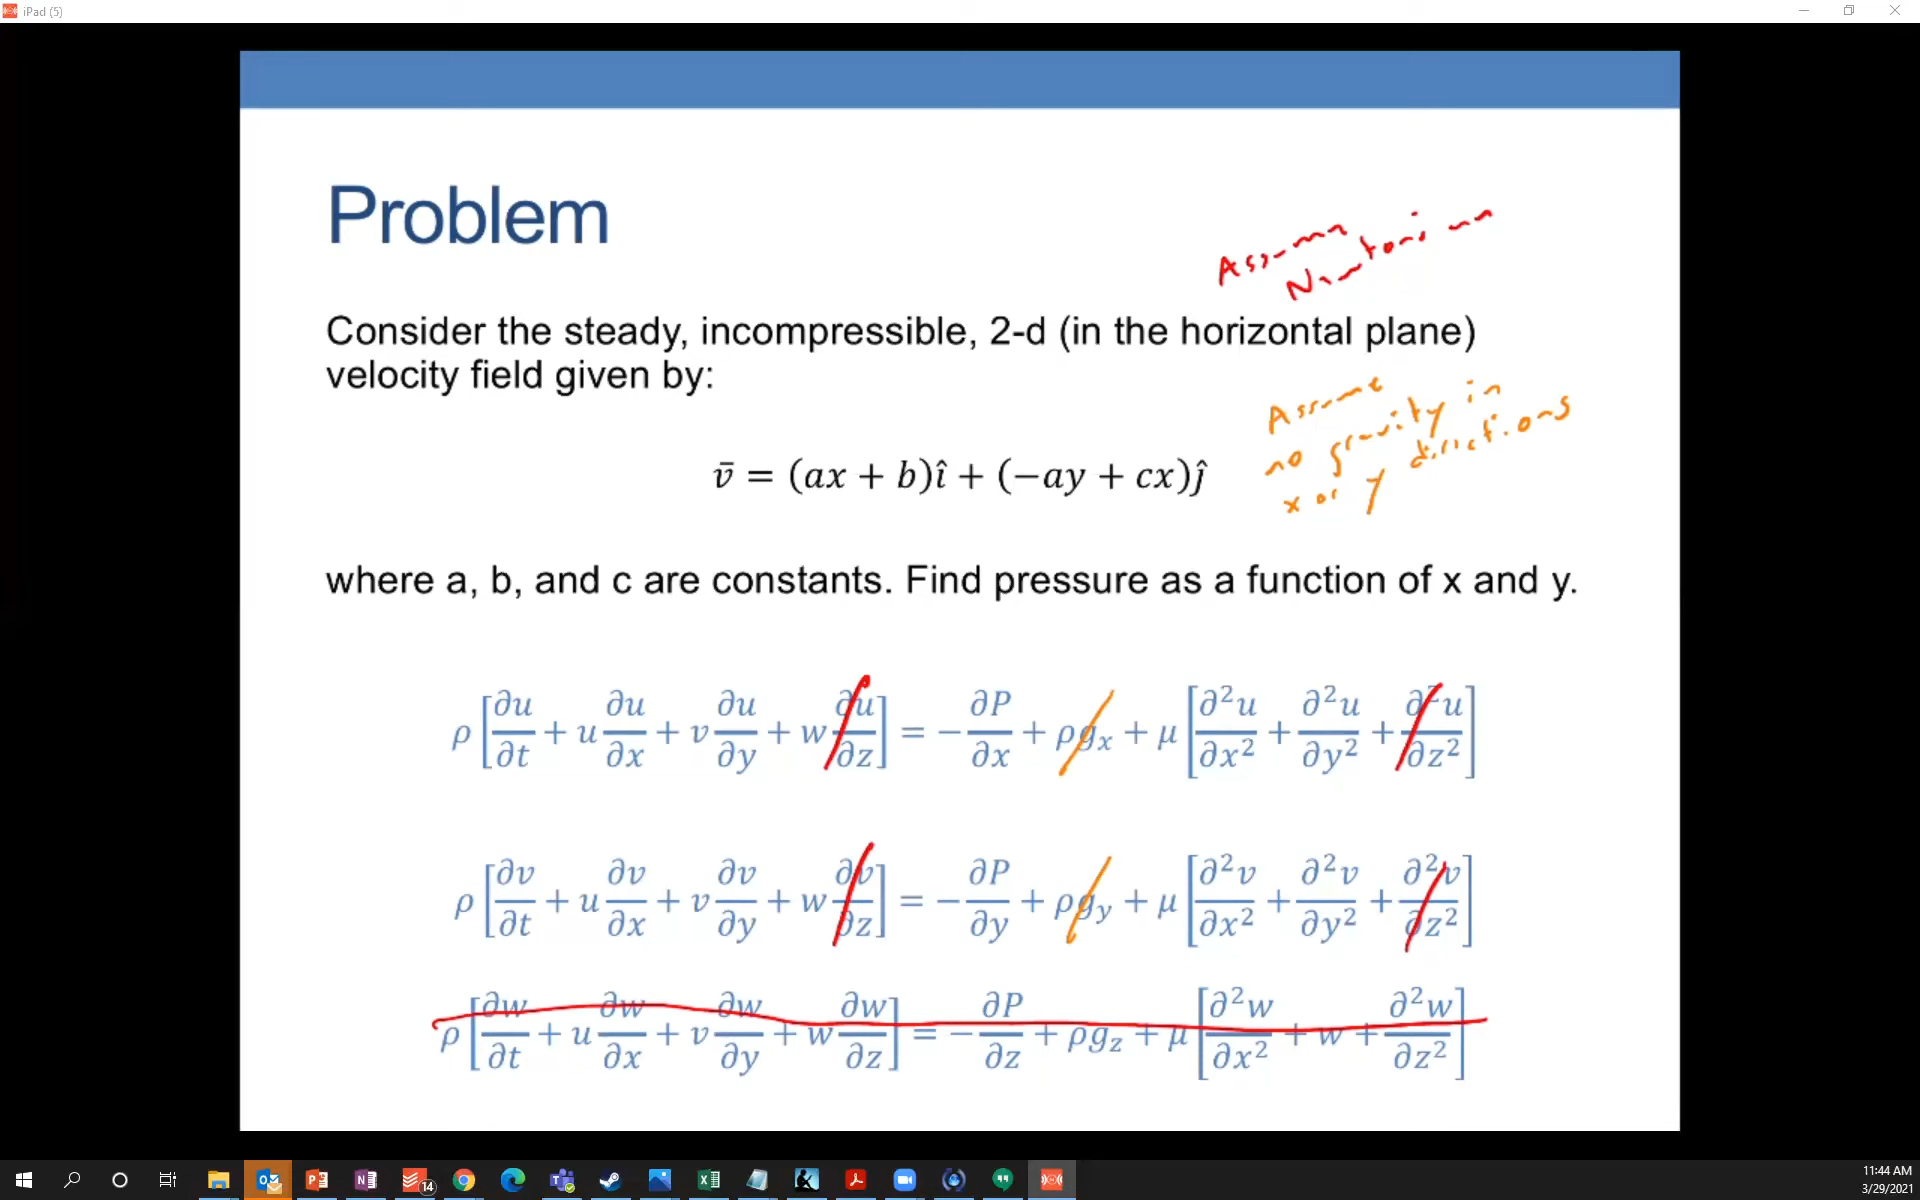 iPad (5)
Problem
Assume
Newtonian
Consider the steady, incompressible, 2-d (in the horizontal plane)
velocity field given by:
Assume
no gravity in
x or y directions
v̄ = (ax + b)î + (−ay + cx)ĵ
where a, b, and c are constants. Find pressure as a function of x and y.
ρ[∂u/∂t + u ∂u/∂x + v ∂u/∂y + w ∂u/∂z] = −∂P/∂x + ρgₓ + μ[∂²u/∂x² + ∂²u/∂y² + ∂²u/∂z²]
ρ[∂v/∂t + u ∂v/∂x + v ∂v/∂y + w ∂v/∂z] = −∂P/∂y + ρg_y + μ[∂²v/∂x² + ∂²v/∂y² + ∂²v/∂z²]
ρ[∂w/∂t + u ∂w/∂x + v ∂w/∂y + w ∂w/∂z] = −∂P/∂z + ρg_z + μ[∂²w/∂x² + w + ∂²w/∂z²]
14
11:44 AM
3/29/2021